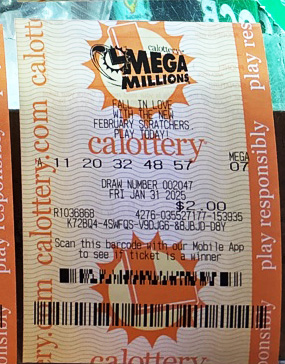 calottery
MEGA
MILLIONS
FALL IN LOVE
WITH THE NEW
FEBRUARY SCRATCHERS.
PLAY TODAY!
calottery
A 11 20 32 48 57 MEGA 07
DRAW NUMBER 002047
FRI JAN 31 2025
$2.00
R1036868 4276-035527177-153935
K72BQ4-4SWFQS-V9DJG6-&8JBJD-D8Y
Scan this barcode with our Mobile App
to see if ticket is a winner
calottery
calottery.com calottery
play responsibly play responsibly